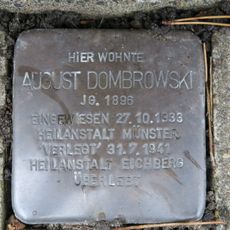 HIER WOHNTE
AUGUST DOMBROWSKI
JG. 1896
EINGEWIESEN 27.10.1933
HEILANSTALT MÜNSTER
"VERLEGT" 31.7.1941
HEILANSTALT EICHBERG
ÜBERLEBT